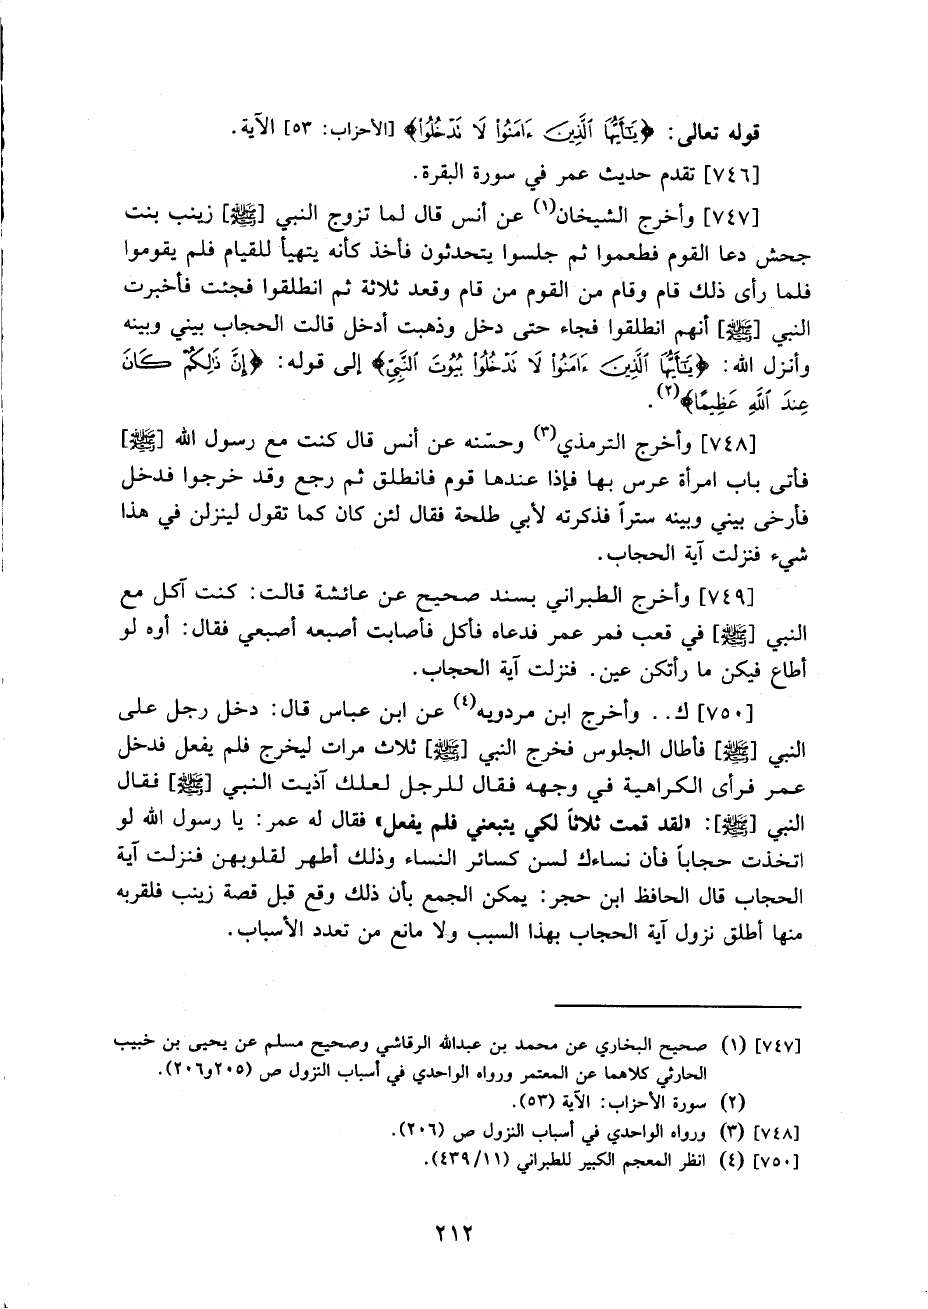 قوله تعالى: ﴿يَٰٓأَيُّهَا ٱلَّذِينَ ءَامَنُوا۟ لَا تَدْخُلُوا۟﴾ [الأحزاب: ٥٣] الآية.
[٧٤٦] تقدم حديث عمر في سورة البقرة.
[٧٤٧] وأخرج الشيخان(١) عن أنس قال لما تزوج النبي [ﷺ] زينب بنت
جحش دعا القوم فطعموا ثم جلسوا يتحدثون فأخذ كأنه يتهيأ للقيام فلم يقوموا
فلما رأى ذلك قام وقام من القوم من قام وقعد ثلاثة ثم انطلقوا فجئت فأخبرت
النبي [ﷺ] أنهم انطلقوا فجاء حتى دخل وذهبت أدخل قالت الحجاب بيني وبينه
وأنزل الله: ﴿يَٰٓأَيُّهَا ٱلَّذِينَ ءَامَنُوا۟ لَا تَدْخُلُوا۟ بُيُوتَ ٱلنَّبِيِّ﴾ إلى قوله: ﴿إِنَّ ذَٰلِكُمْ كَانَ
عِندَ ٱللَّهِ عَظِيمًا﴾(٢).
[٧٤٨] وأخرج الترمذي(٣) وحسّنه عن أنس قال كنت مع رسول الله [ﷺ]
فأتى باب امرأة عرس بها فإذا عندها قوم فانطلق ثم رجع وقد خرجوا فدخل
فأرخى بيني وبينه ستراً فذكرته لأبي طلحة فقال لئن كان كما تقول لينزلن في هذا
شيء فنزلت آية الحجاب.
[٧٤٩] وأخرج الطبراني بسند صحيح عن عائشة قالت: كنت آكل مع
النبي [ﷺ] في قعب فمر عمر فدعاه فأكل فأصابت أصبعه أصبعي فقال: أوه لو
أطاع فيكن ما رأتكن عين. فنزلت آية الحجاب.
[٧٥٠] ك.. وأخرج ابن مردويه(٤) عن ابن عباس قال: دخل رجل على
النبي [ﷺ] فأطال الجلوس فخرج النبي [ﷺ] ثلاث مرات ليخرج فلم يفعل فدخل
عمر فرأى الكراهية في وجهه فقال للرجل لعلك آذيت النبي [ﷺ] فقال
النبي [ﷺ]: «لقد قمت ثلاثاً لكي يتبعني فلم يفعل» فقال له عمر: يا رسول الله لو
اتخذت حجاباً فأن نساءك لسن كسائر النساء وذلك أطهر لقلوبهن فنزلت آية
الحجاب قال الحافظ ابن حجر: يمكن الجمع بأن ذلك وقع قبل قصة زينب فلقربه
منها أطلق نزول آية الحجاب بهذا السبب ولا مانع من تعدد الأسباب.
[٧٤٧] (١) صحيح البخاري عن محمد بن عبدالله الرقاشي وصحيح مسلم عن يحيى بن خبيب
الحارثي كلاهما عن المعتمر ورواه الواحدي في أسباب النزول ص (٢٠٥و٢٠٦).
(٢) سورة الأحزاب: الآية (٥٣).
[٧٤٨] (٣) ورواه الواحدي في أسباب النزول ص (٢٠٦).
[٧٥٠] (٤) انظر المعجم الكبير للطبراني (٤٣٩/١١).
٢١٢